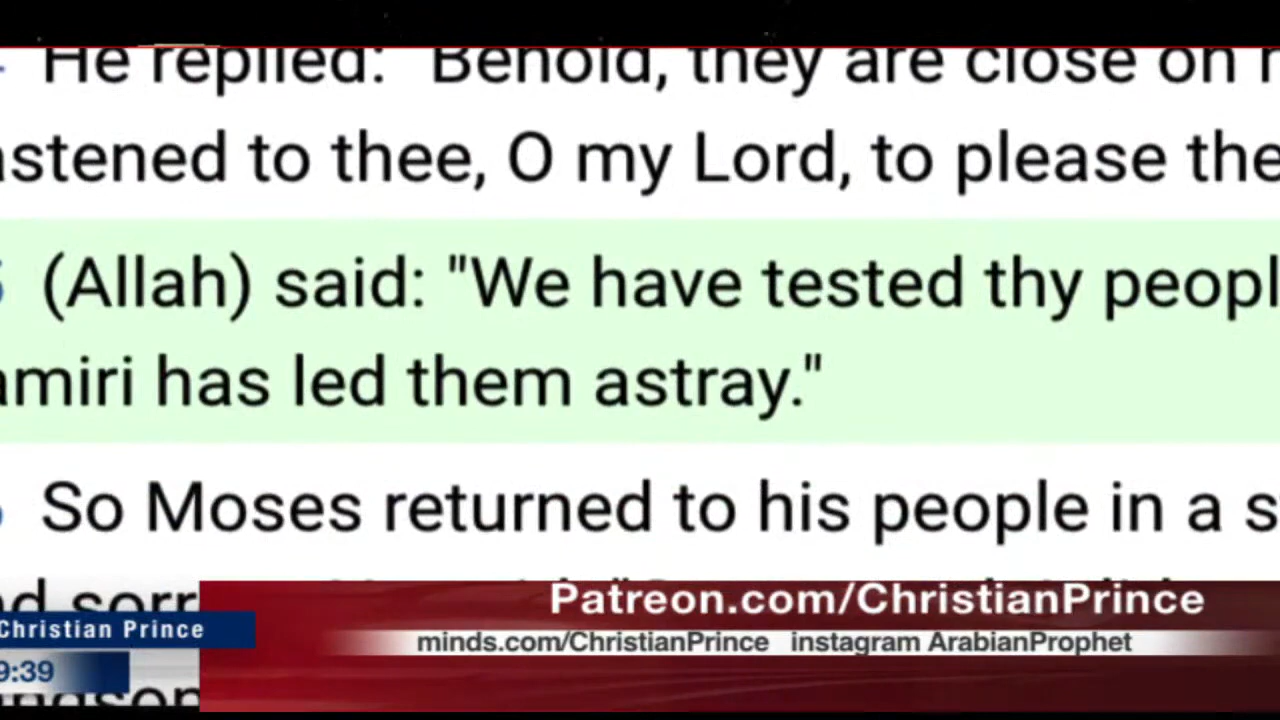 He replied: "Behold, they are close on
astened to thee, O my Lord, to please the
(Allah) said: "We have tested thy peopl
amiri has led them astray."
So Moses returned to his people in a s
nd sorr
Patreon.com/ChristianPrince
Christian Prince
minds.com/ChristianPrince instagram ArabianProphet
9:39